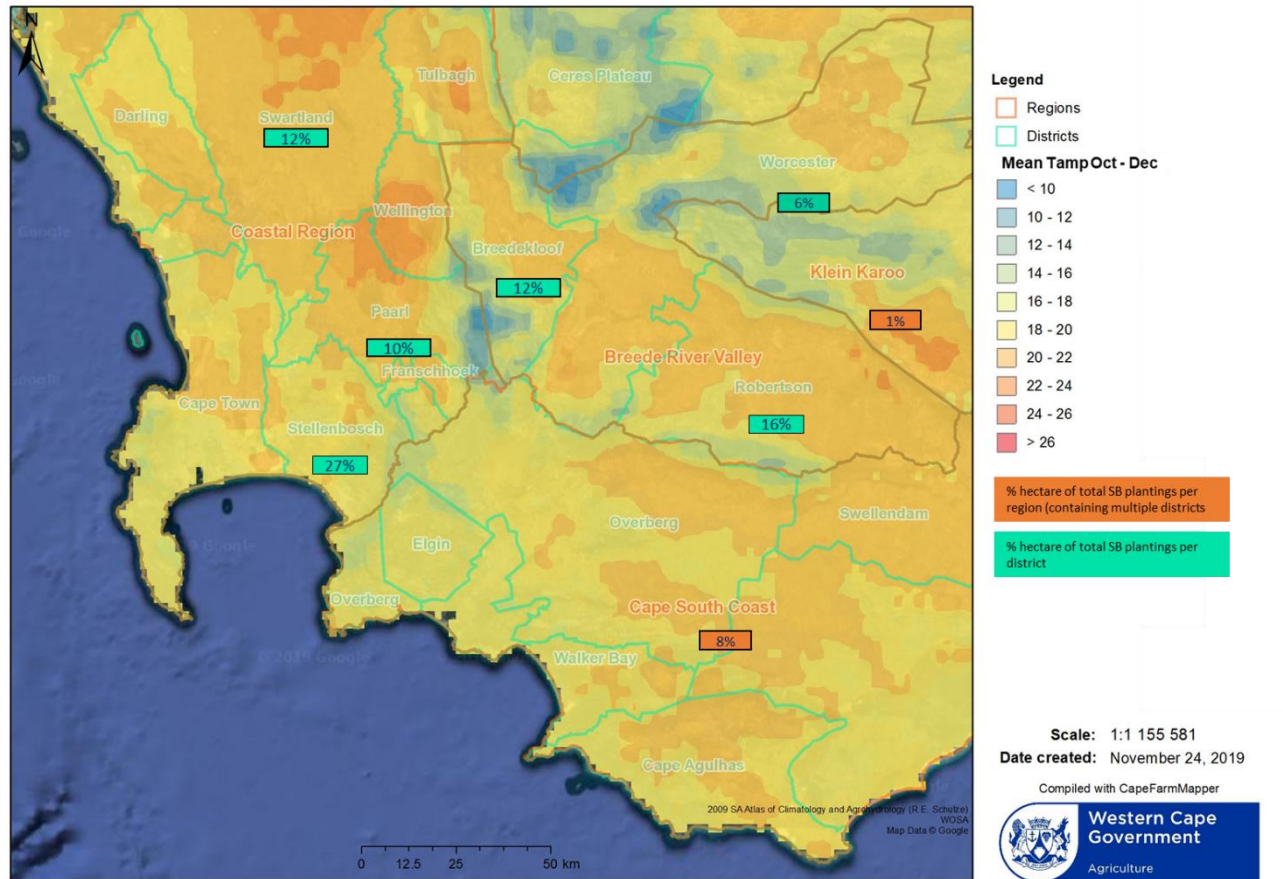 N
Tulbagh
Ceres Plateau
Darling
Swartland
12%
Worcester
6%
Wellington
Coastal Region
Breedekloof
12%
Klein Karoo
1%
Paarl
10%
Franschhoek
Breede River Valley
Robertson
16%
Cape Town
Stellenbosch
27%
Overberg
Swellendam
Elgin
Overberg
Cape South Coast
8%
Walker Bay
Cape Agulhas
Google
© 2019 Google
2009 SA Atlas of Climatology and Agrohydrology (R.E. Schulze)
WOSA
Map Data © Google
0 12.5 25 50 km
Legend
Regions
Districts
Mean Tamp Oct - Dec
< 10
10 - 12
12 - 14
14 - 16
16 - 18
18 - 20
20 - 22
22 - 24
24 - 26
> 26
% hectare of total SB plantings per
region (containing multiple districts
% hectare of total SB plantings per
district
Scale: 1:1 155 581
Date created: November 24, 2019
Compiled with CapeFarmMapper
Western Cape
Government
Agriculture